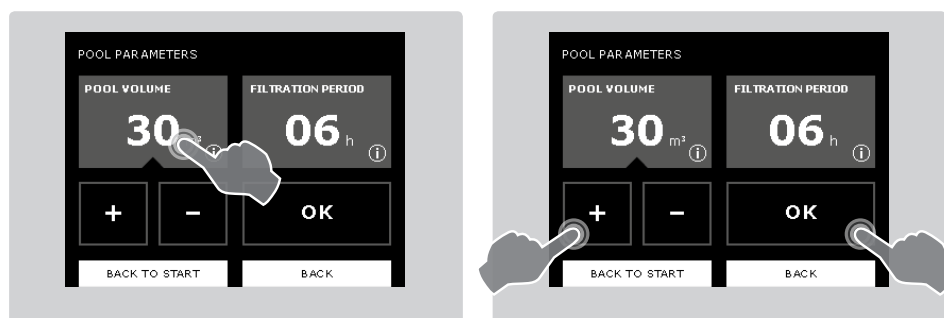 POOL PARAMETERS
POOL VOLUME FILTRATION PERIOD
30 m³ i 06 h i
+ - OK
BACK TO START BACK
POOL PARAMETERS
POOL VOLUME FILTRATION PERIOD
30 m³ i 06 h i
+ - OK
BACK TO START BACK